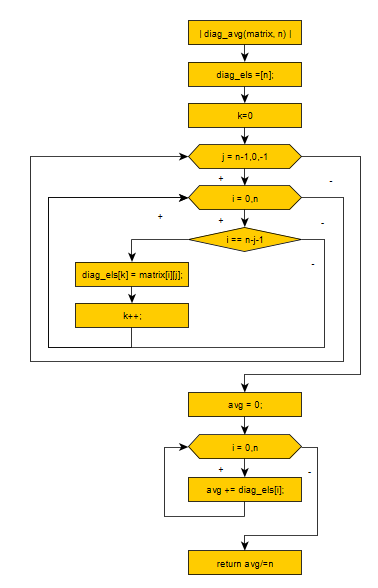 | diag_avg(matrix, n) |
diag_els =[n];
k=0
j = n-1,0,-1
+
-
i = 0,n
+
+
-
i == n-j-1
-
diag_els[k] = matrix[i][j];
k++;
avg = 0;
i = 0,n
+
-
avg += diag_els[i];
return avg/=n